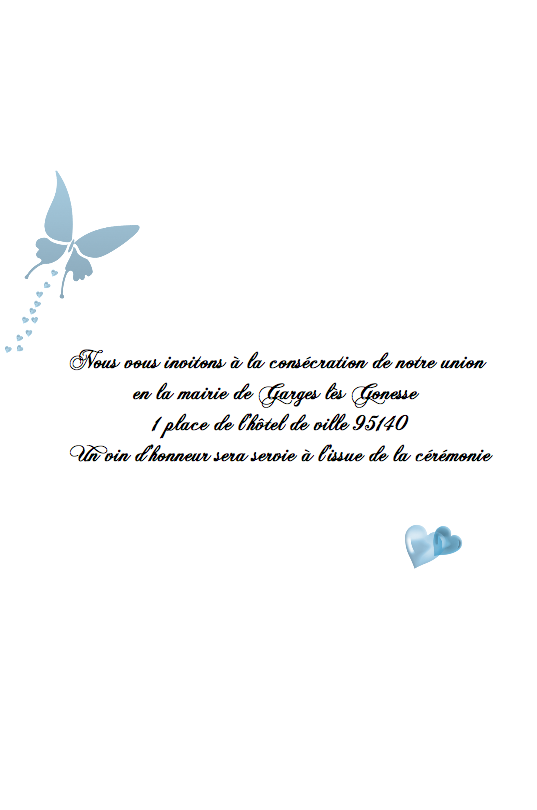 Nous vous invitons à la consécration de notre union
en la mairie de Garges lès Gonesse
1 place de l'hôtel de ville 95140
Un vin d'honneur sera servie à l'issue de la cérémonie